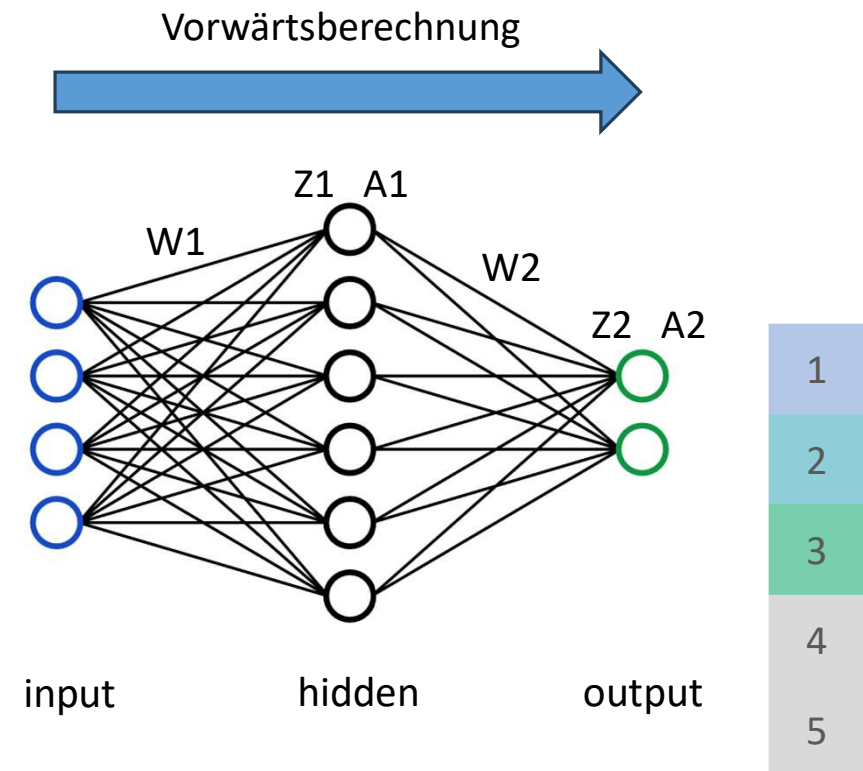 Vorwärtsberechnung
Z1 A1
W1
W2
Z2 A2
1
2
3
4
5
input hidden output